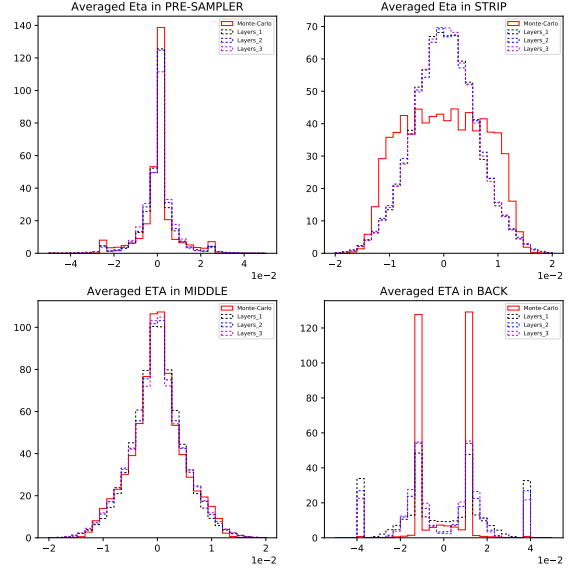 Averaged Eta in PRE-SAMPLER
Monte-Carlo
Layers_1
Layers_2
Layers_3
140
120
100
80
60
40
20
0
−4 −2 0 2 4
1e−2
Averaged Eta in STRIP
Monte-Carlo
Layers_1
Layers_2
Layers_3
70
60
50
40
30
20
10
0
−2 −1 0 1 2
1e−2
Averaged ETA in MIDDLE
Monte-Carlo
Layers_1
Layers_2
Layers_3
100
80
60
40
20
0
−2 −1 0 1 2
1e−2
Averaged ETA in BACK
Monte-Carlo
Layers_1
Layers_2
Layers_3
120
100
80
60
40
20
0
−4 −2 0 2 4
1e−2